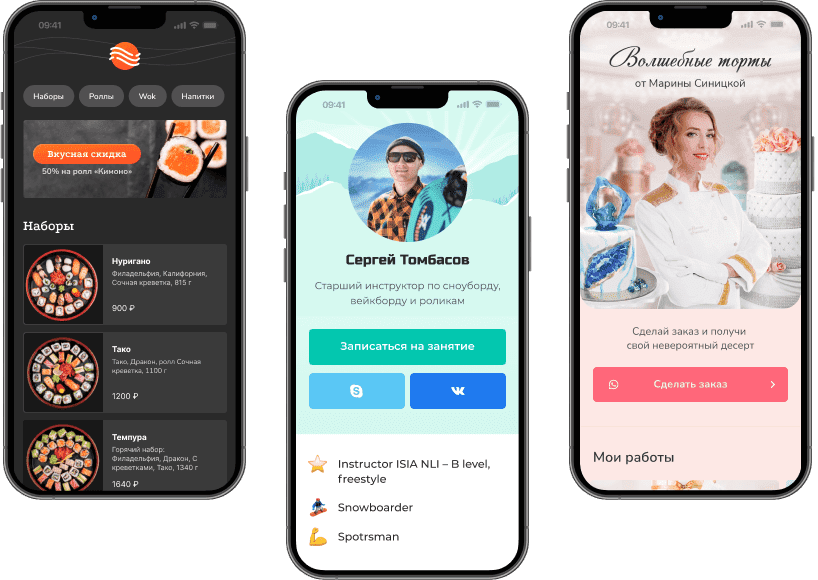 09:41
Наборы
Роллы
Wok
Напитки
Вкусная скидка
50% на ролл «Кимоно»
Наборы
Нуригано
Филадельфия, Калифорния,
Сочная креветка, 815 г
900 ₽
Тако
Тако, Дракон, ролл Сочная
креветка, 1100 г
1200 ₽
Темпура
Горячий набор:
Филадельфия, Дракон, С
креветками, Тако, 1340 г
1640 ₽
09:41
Сергей Томбасов
Старший инструктор по сноуборду,
вейкборду и роликам
Записаться на занятие
Instructor ISIA NLI – B level,
freestyle
Snowboarder
Spotrsman
09:41
Волшебные торты
от Марины Синицкой
Сделай заказ и получи
свой невероятный десерт
Сделать заказ
Мои работы